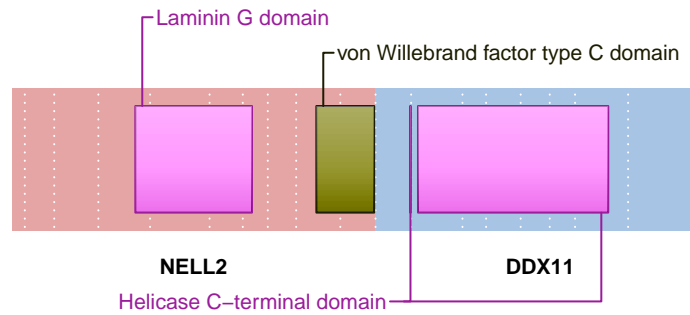 Laminin G domain
von Willebrand factor type C domain
NELL2
DDX11
Helicase C−terminal domain